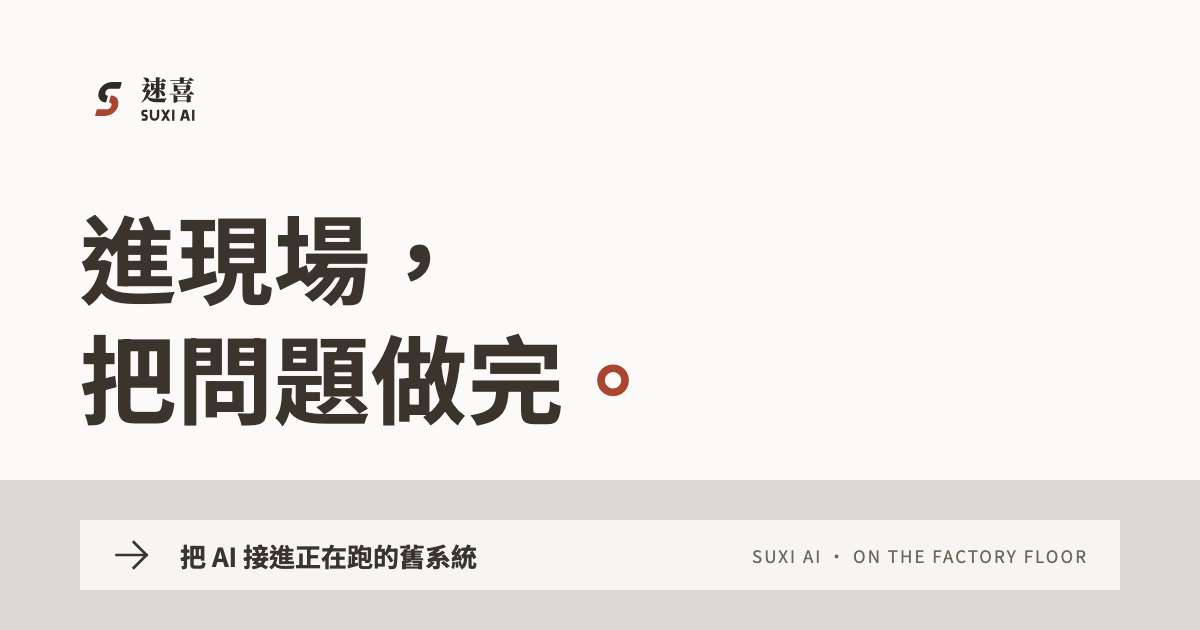 速喜
SUXI AI
進現場，
把問題做完。
把 AI 接進正在跑的舊系統
SUXI AI · ON THE FACTORY FLOOR